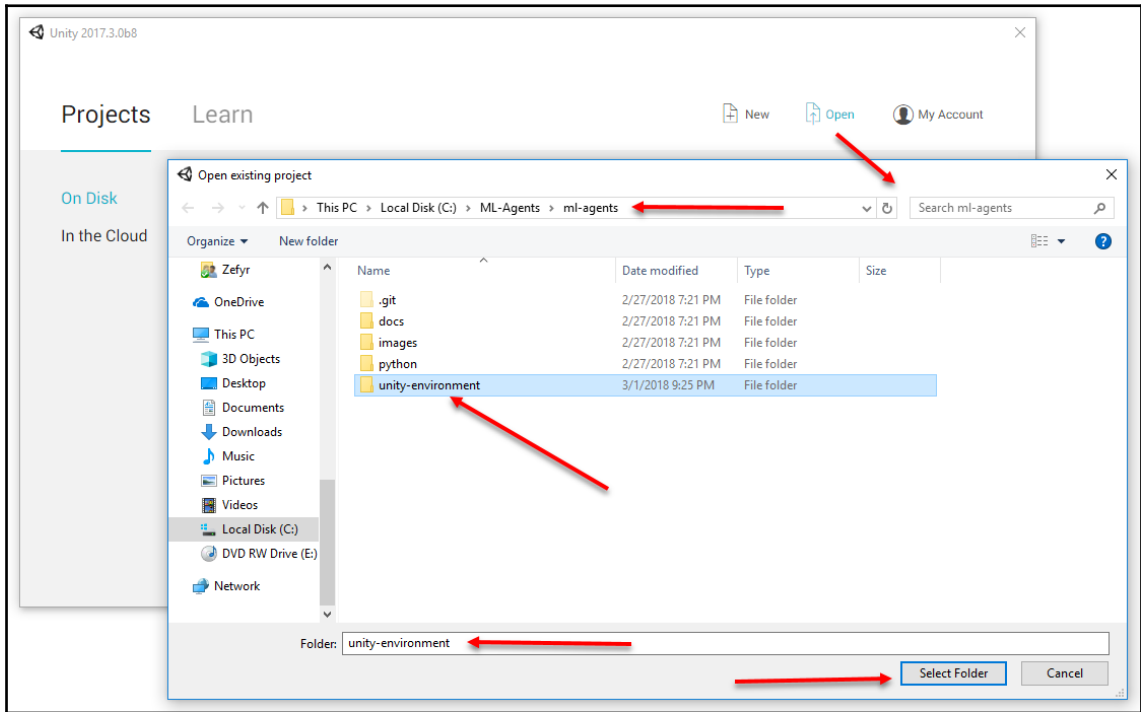 Unity 2017.3.0b8
Projects Learn New Open My Account
On Disk
In the Cloud
Open existing project
This PC > Local Disk (C:) > ML-Agents > ml-agents Search ml-agents
Organize New folder
Name Date modified Type Size
Zefyr
OneDrive
This PC
3D Objects
Desktop
Documents
Downloads
Music
Pictures
Videos
Local Disk (C:)
DVD RW Drive (E:)
Network
.git 2/27/2018 7:21 PM File folder
docs 2/27/2018 7:21 PM File folder
images 2/27/2018 7:21 PM File folder
python 2/27/2018 7:21 PM File folder
unity-environment 3/1/2018 9:25 PM File folder
Folder: unity-environment
Select Folder Cancel